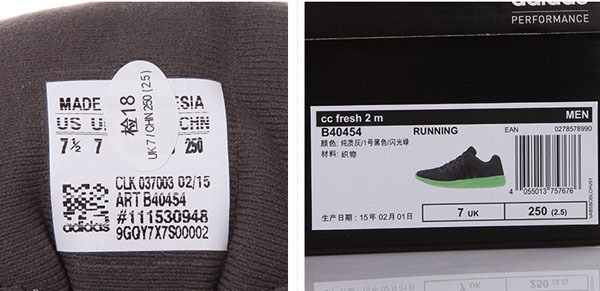 MADE
ESIA
US
CHN
7½ 7
250
检18
UK7/CHN 250 (2.5)
CLK 037003 02/15
ART B40454
#111530948
9GQY7X7S00002
adidas
adidas
PERFORMANCE
cc fresh 2 m
MEN
B40454
RUNNING
EAN
0278578990
颜色: 纯质灰/1号黑色/闪光绿
材料: 织物
4 055013 757676
生产日期: 15年 02月 01日
7 UK
250 (2.5)